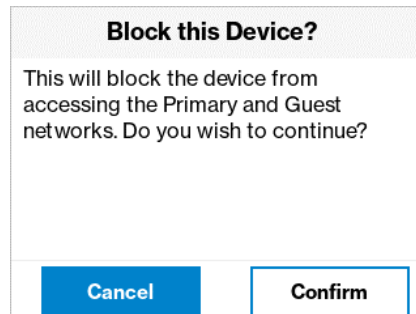 Block this Device?
This will block the device from
accessing the Primary and Guest
networks. Do you wish to continue?
Cancel Confirm